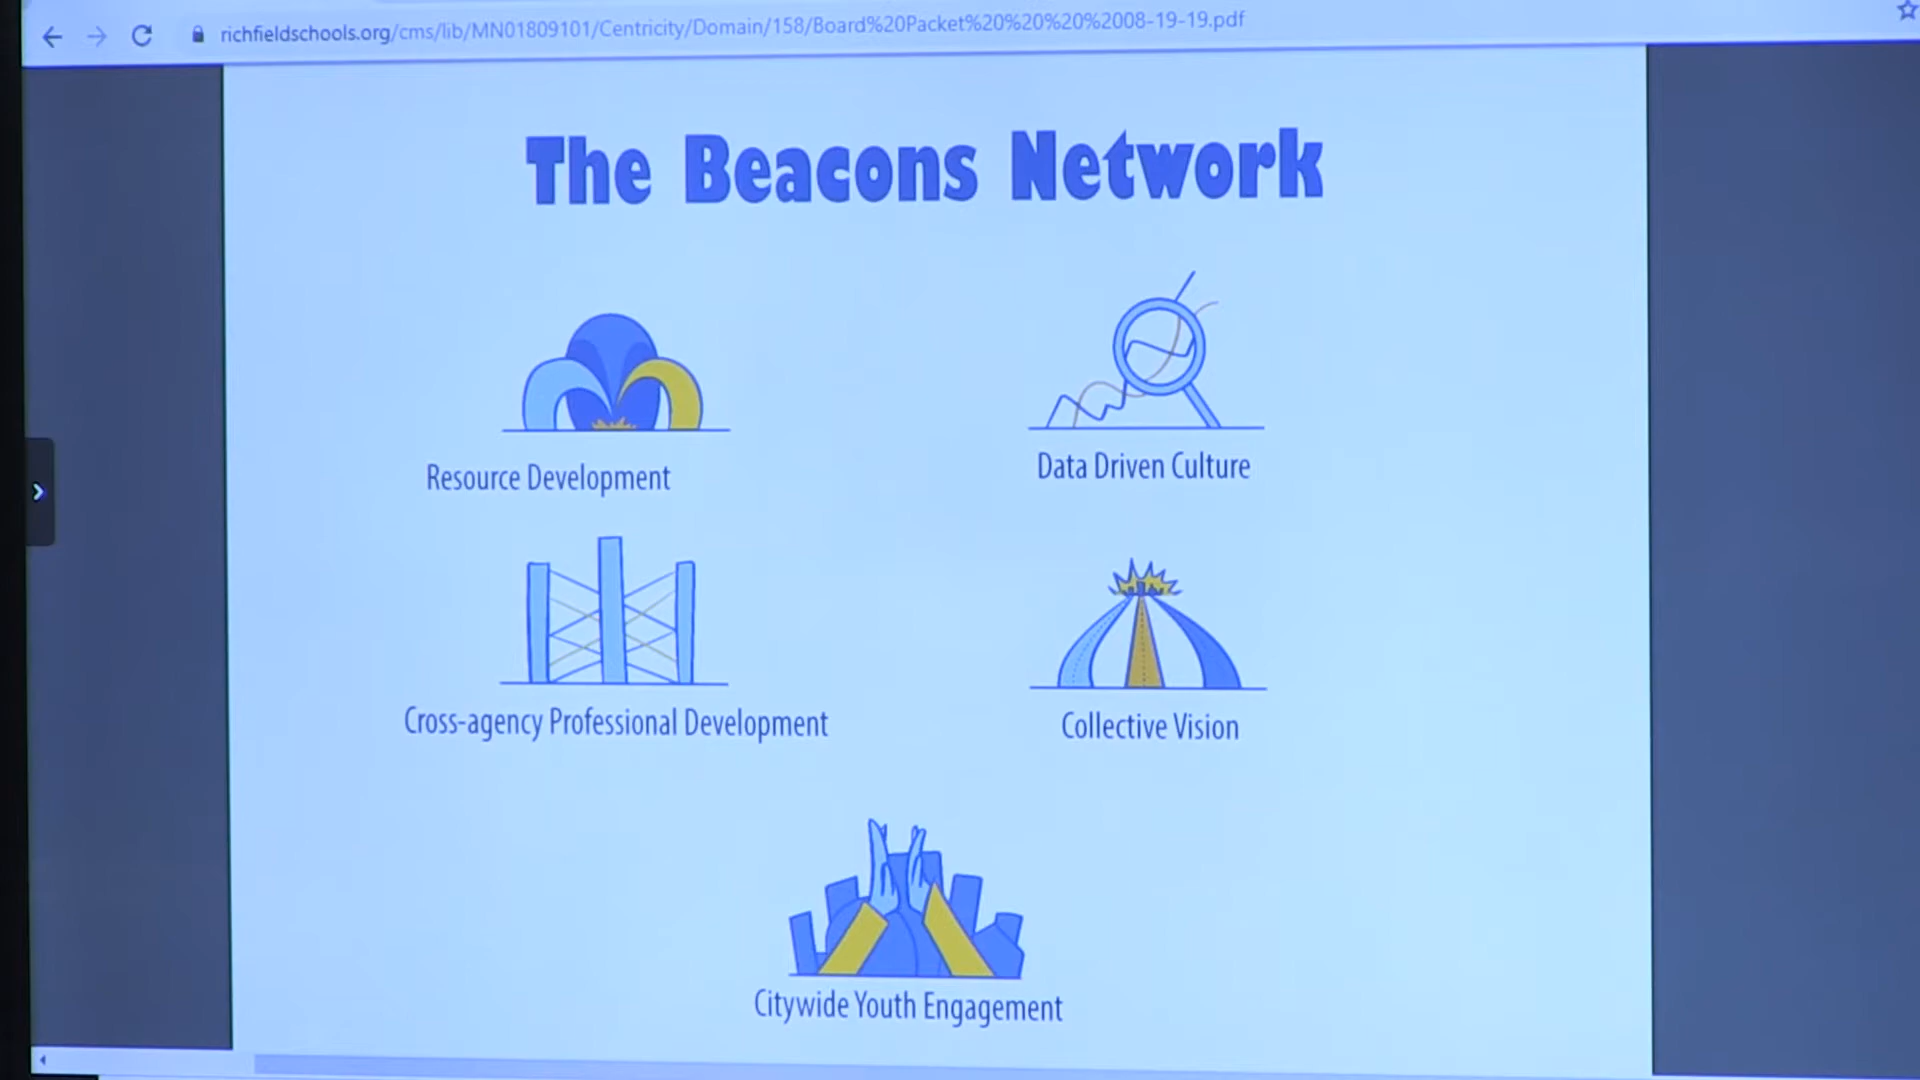 richfieldschools.org/cms/lib/MN01809101/Centricity/Domain/158/Board%20Packet%20%20%20%2008-19-19.pdf
The Beacons Network
Resource Development
Data Driven Culture
Cross-agency Professional Development
Collective Vision
Citywide Youth Engagement